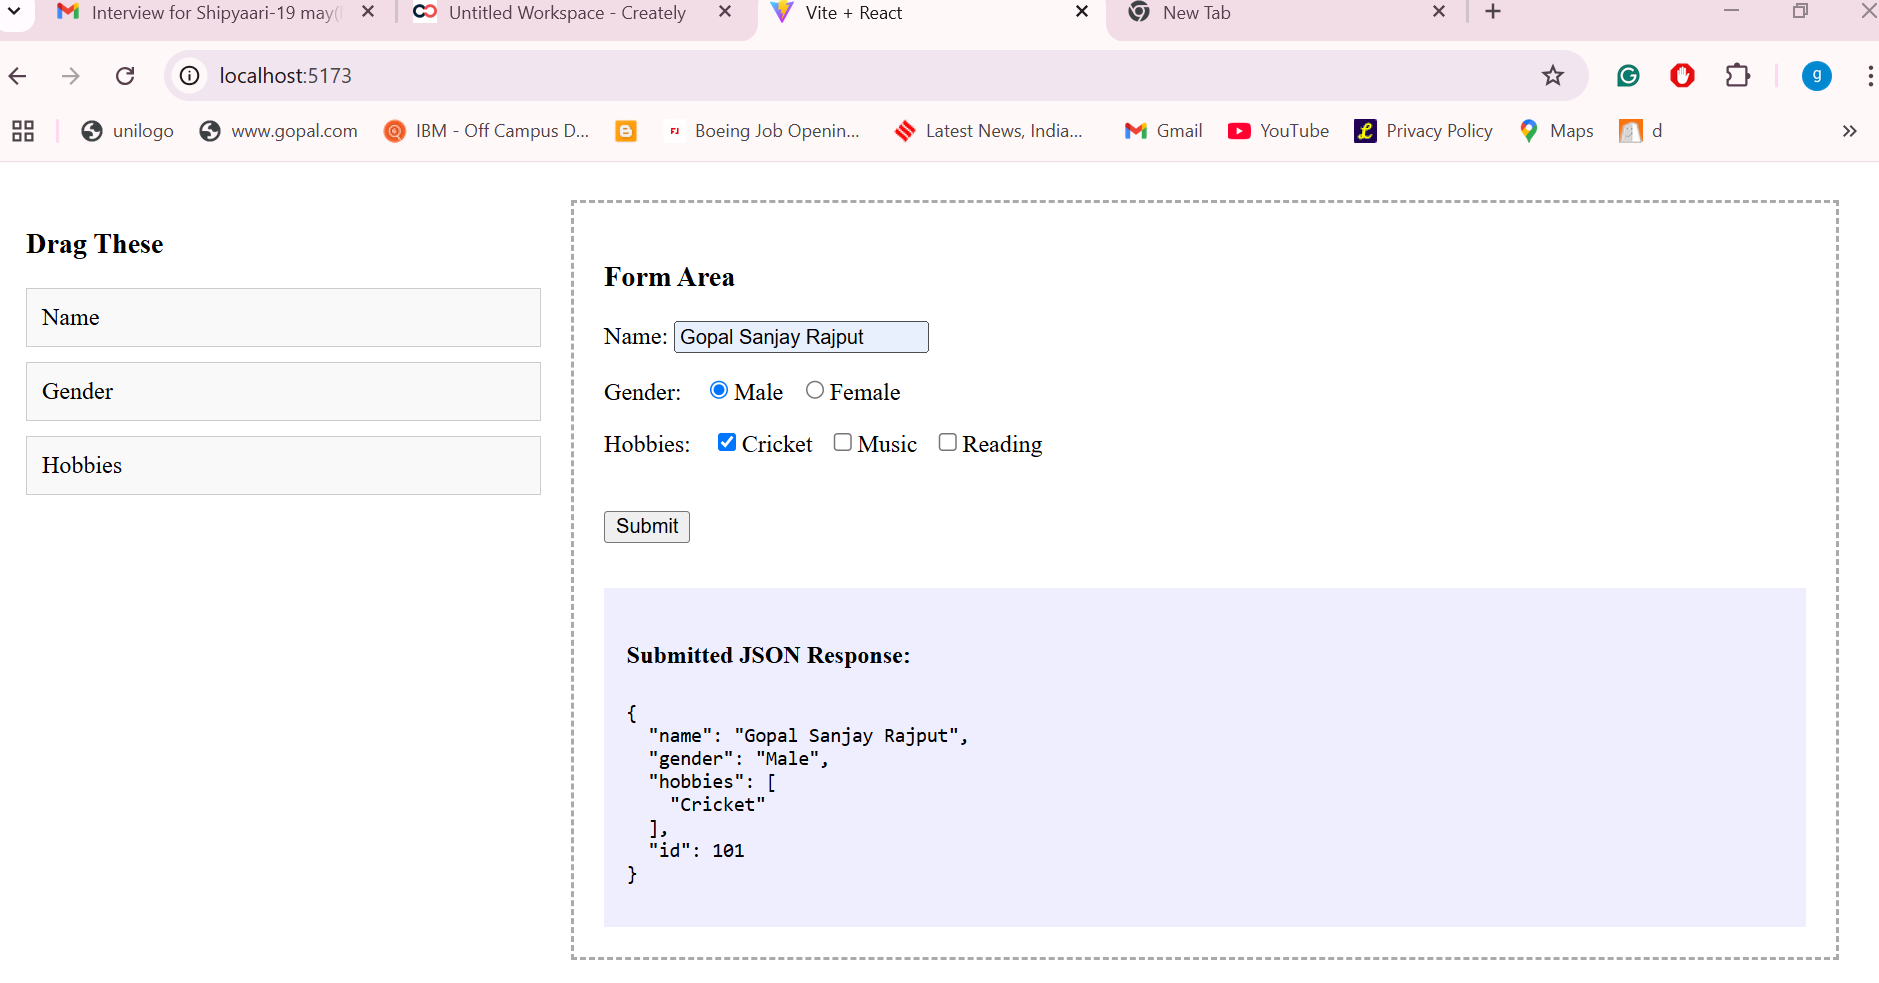 Interview for Shipyaari-19 may(
Untitled Workspace - Creately
Vite + React
New Tab
localhost:5173
g
unilogo
www.gopal.com
IBM - Off Campus D...
FJ
Boeing Job Openin...
Latest News, India...
Gmail
YouTube
Privacy Policy
Maps
d
Drag These
Name
Gender
Hobbies
Form Area
Name: Gopal Sanjay Rajput
Gender: Male Female
Hobbies: Cricket Music Reading
Submit
Submitted JSON Response:
{
"name": "Gopal Sanjay Rajput",
"gender": "Male",
"hobbies": [
"Cricket"
],
"id": 101
}